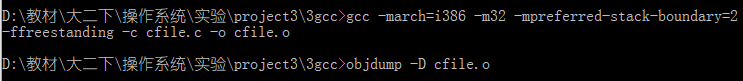 D:\教材\大二下\操作系统\实验\project3\3gcc>gcc -march=i386 -m32 -mpreferred-stack-boundary=2
-ffreestanding -c cfile.c -o cfile.o
D:\教材\大二下\操作系统\实验\project3\3gcc>objdump -D cfile.o